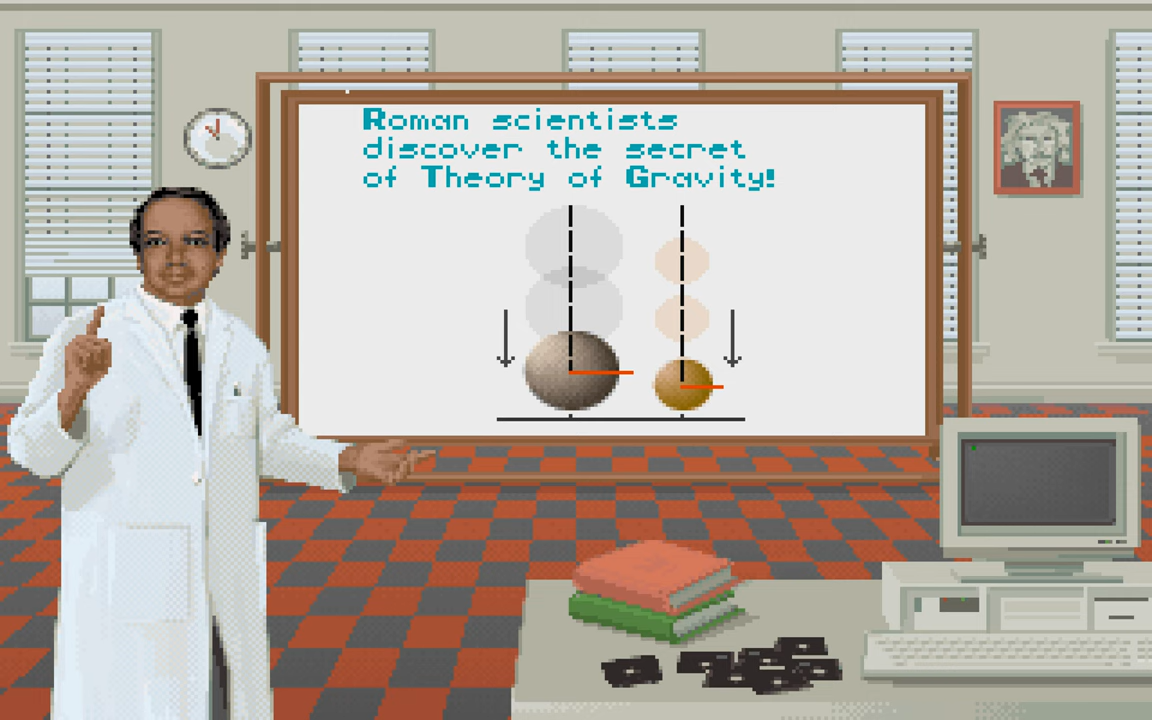 Roman scientists
discover the secret
of Theory of Gravity!